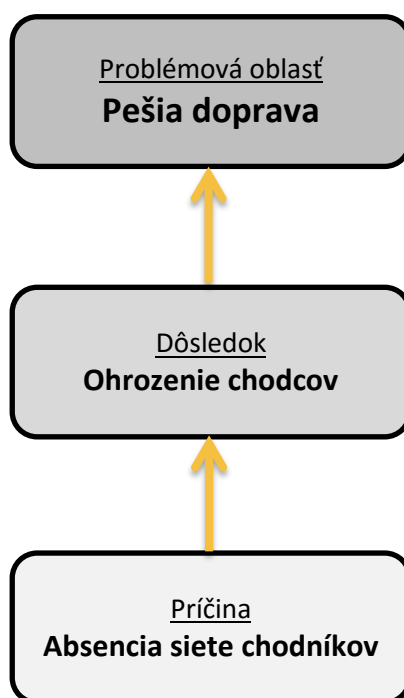 Problémová oblasť
Pešia doprava
Dôsledok
Ohrozenie chodcov
Príčina
Absencia siete chodníkov